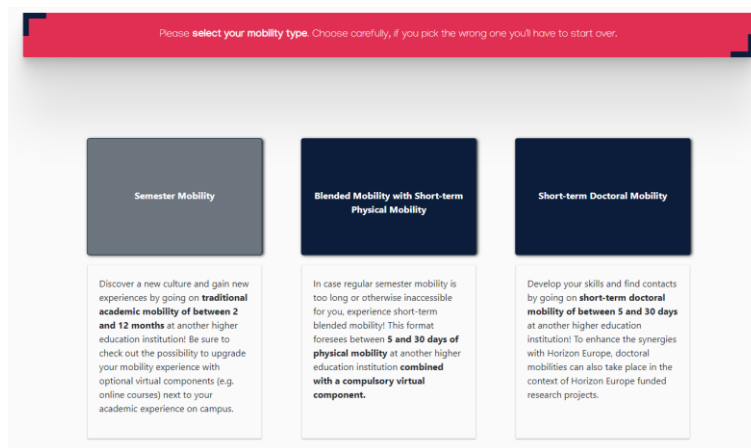 Please select your mobility type. Choose carefully, if you pick the wrong one you'll have to start over.
Semester Mobility
Discover a new culture and gain new
experiences by going on traditional
academic mobility of between 2
and 12 months at another higher
education institution! Be sure to
check out the possibility to upgrade
your mobility experience with
optional virtual components (e.g.
online courses) next to your
academic experience on campus.
Blended Mobility with Short-term
Physical Mobility
In case regular semester mobility is
too long or otherwise inaccessible
for you, experience short-term
blended mobility! This format
foresees between 5 and 30 days of
physical mobility at another higher
education institution combined
with a compulsory virtual
component.
Short-term Doctoral Mobility
Develop your skills and find contacts
by going on short-term doctoral
mobility of between 5 and 30 days
at another higher education
institution! To enhance the synergies
with Horizon Europe, doctoral
mobilities can also take place in the
context of Horizon Europe funded
research projects.